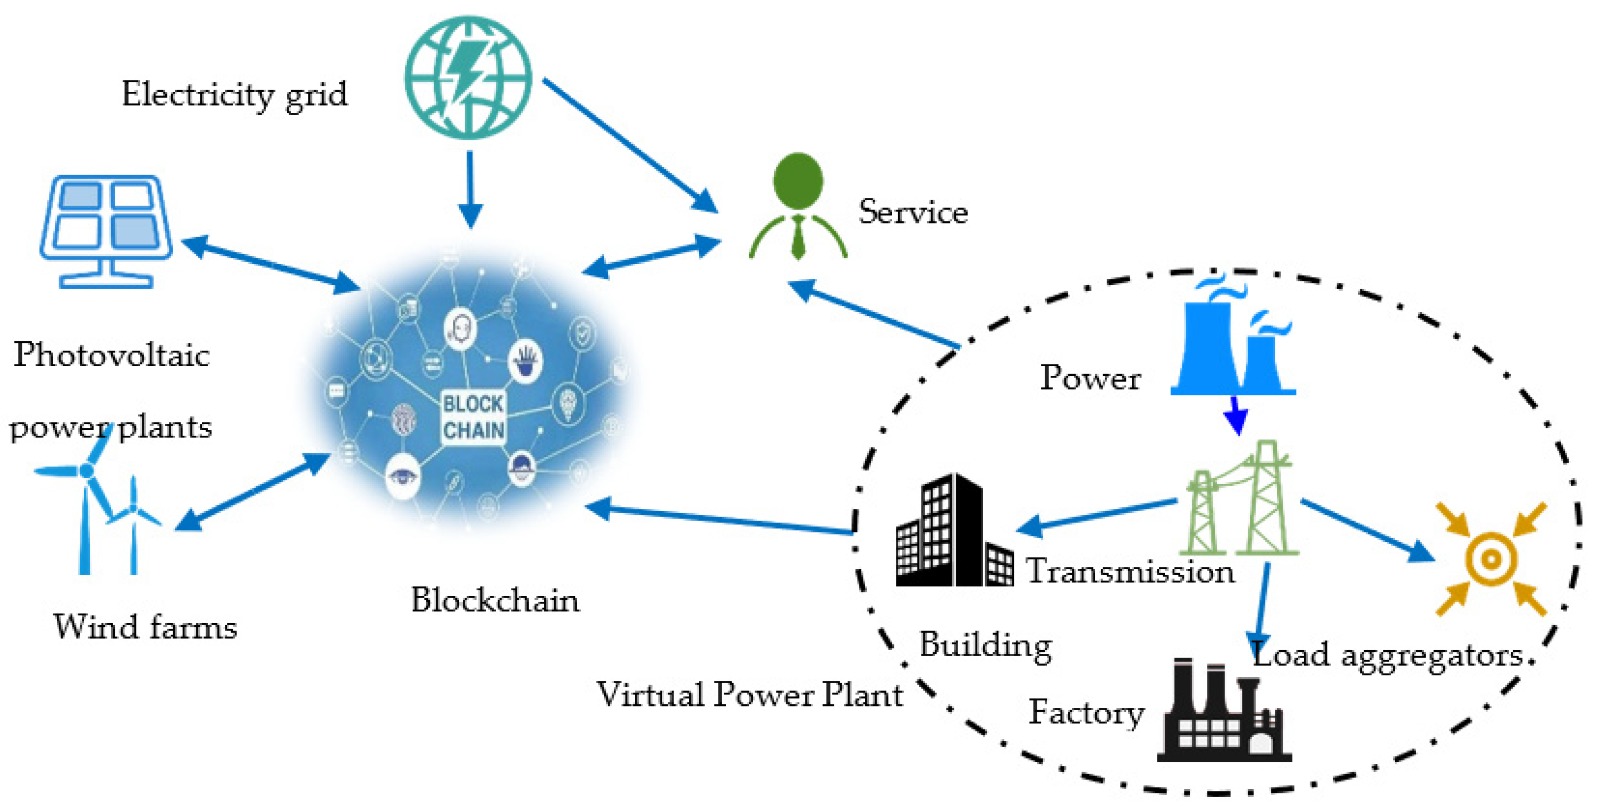 Electricity grid
Service
Photovoltaic
power plants
Power
BLOCK
CHAIN
Wind farms
Blockchain
Transmission
Building
Load aggregators
Virtual Power Plant
Factory